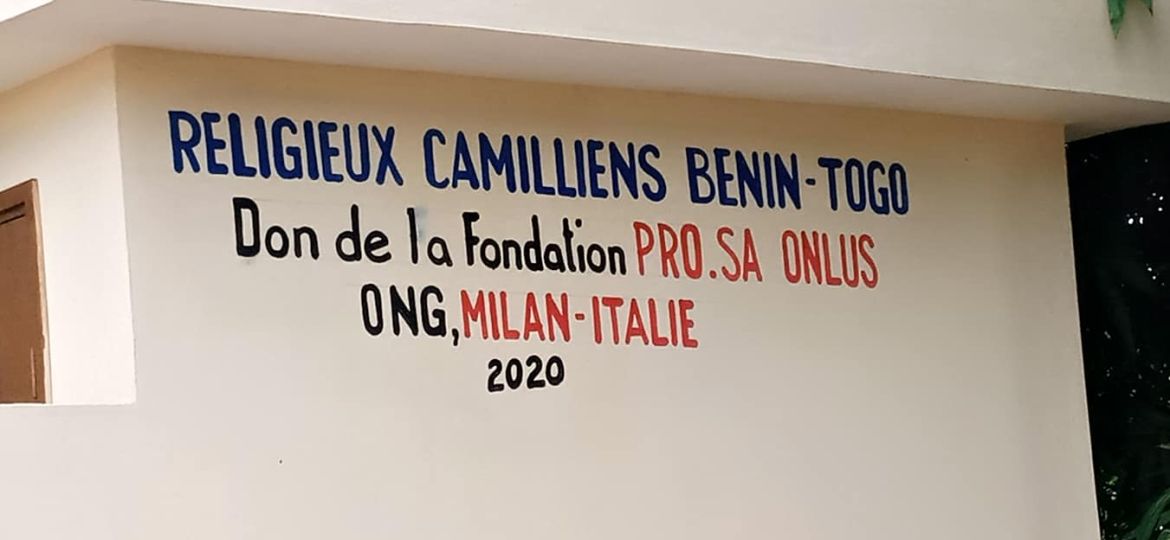 RELIGIEUX CAMILLIENS BENIN-TOGO
Don de la Fondation PRO.SA ONLUS
ONG,MILAN-ITALIE
2020